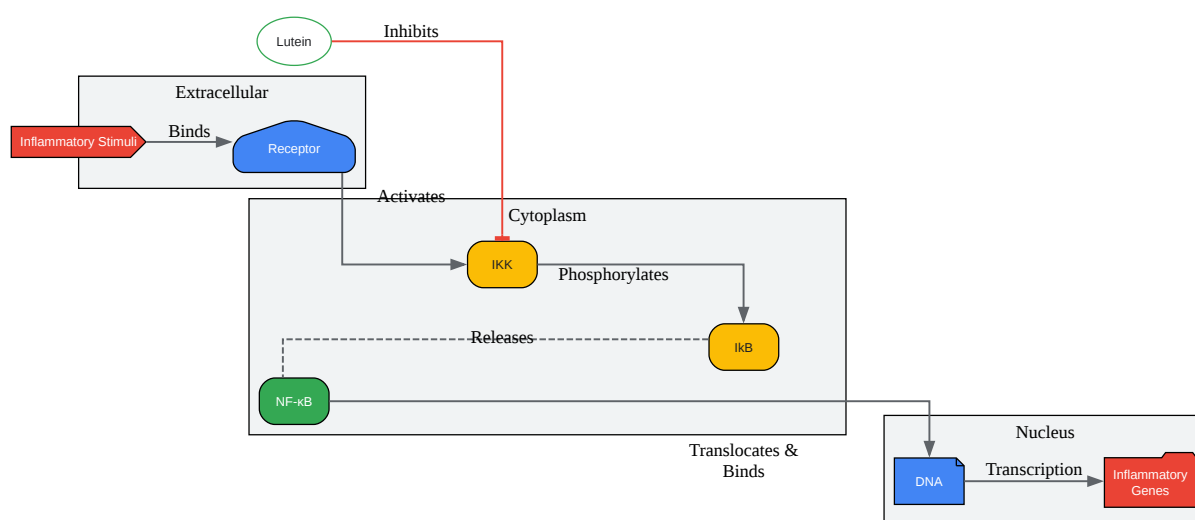 Lutein
Inhibits
Extracellular
Inflammatory Stimuli
Binds
Receptor
Activates
Cytoplasm
IKK
Phosphorylates
Releases
IkB
NF-κB
Translocates &
Binds
Nucleus
DNA
Transcription
Inflammatory
Genes